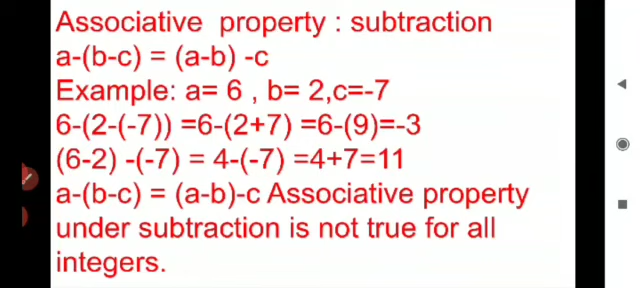 Associative property : subtraction
a-(b-c) = (a-b) -c
Example: a= 6 , b= 2,c=-7
6-(2-(-7)) =6-(2+7) =6-(9)=-3
(6-2) -(-7) = 4-(-7) =4+7=11
a-(b-c) = (a-b)-c Associative property
under subtraction is not true for all
integers.